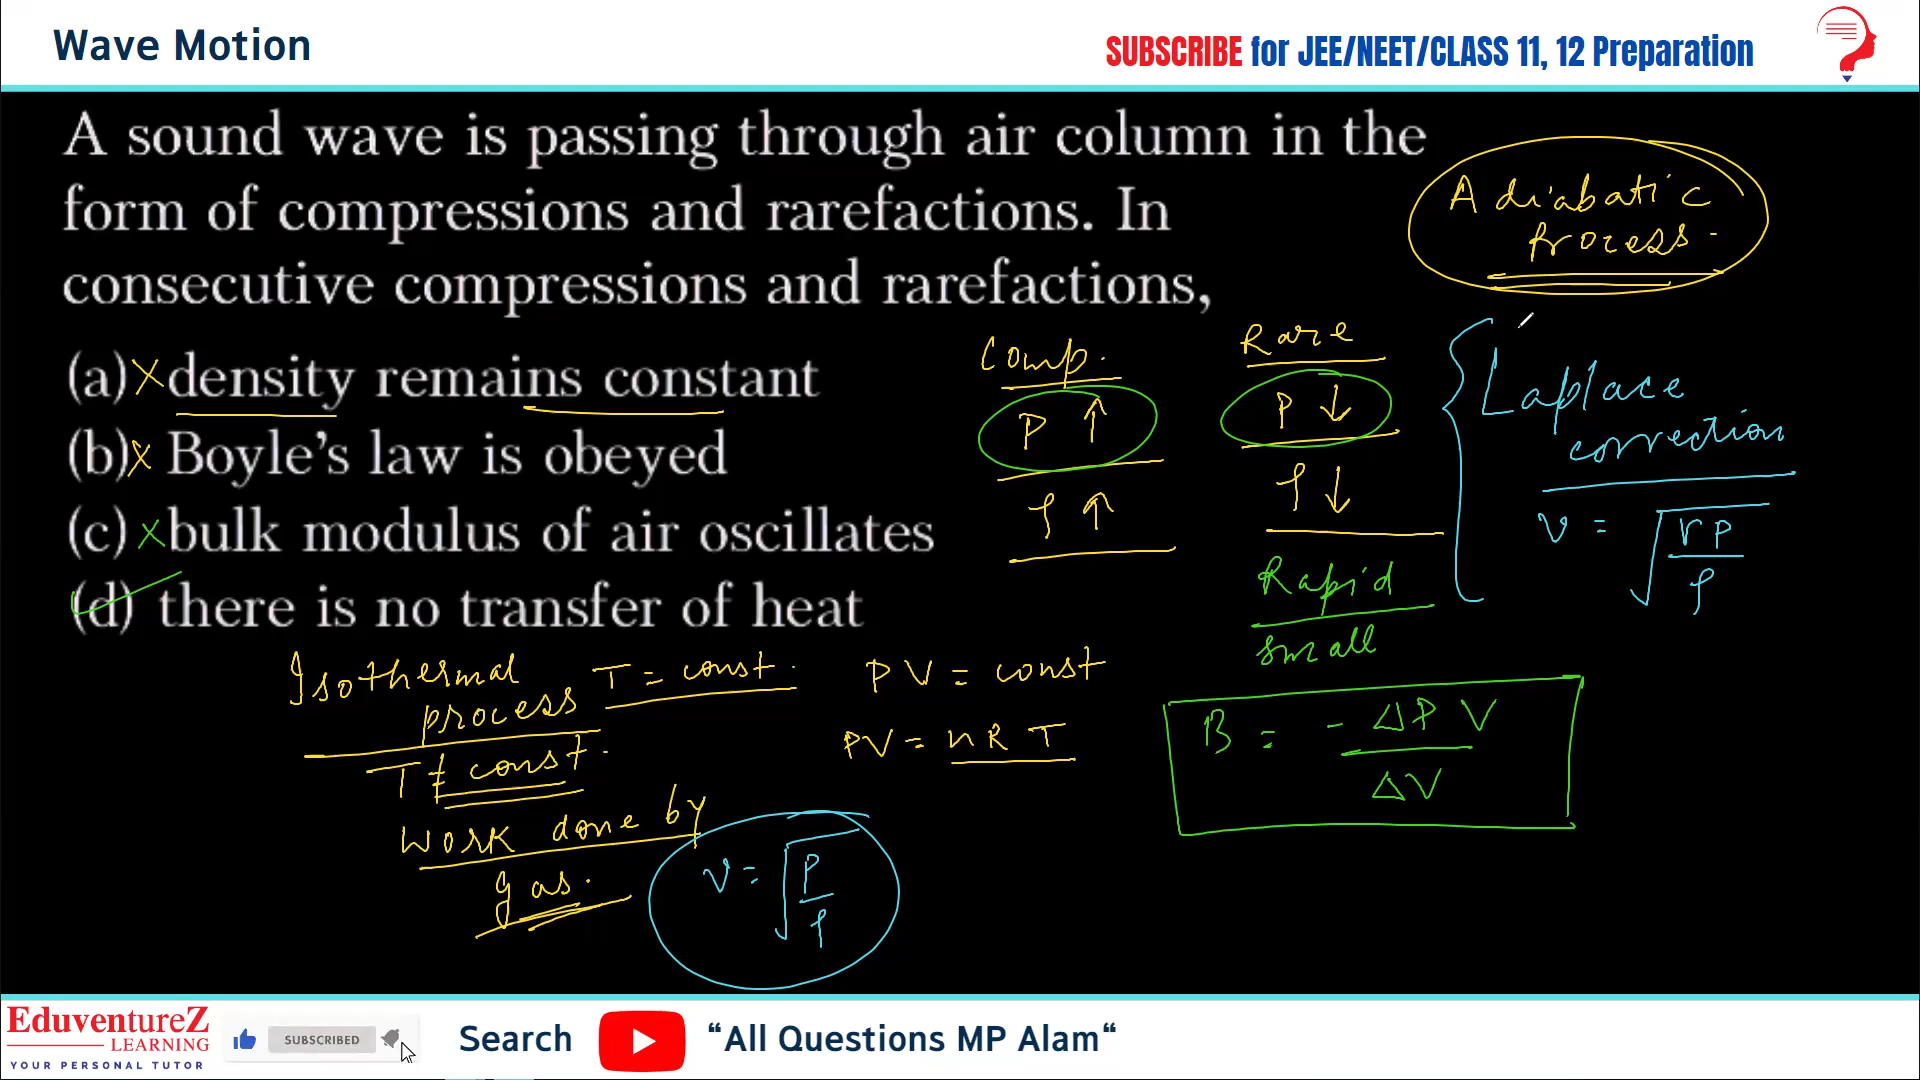 Wave Motion
SUBSCRIBE for JEE/NEET/CLASS 11, 12 Preparation
A sound wave is passing through air column in the
form of compressions and rarefactions. In
consecutive compressions and rarefactions,
(a) × density remains constant
(b) × Boyle's law is obeyed
(c) × bulk modulus of air oscillates
(d) there is no transfer of heat
Adiabatic
Process.
Comp.
P ↑
ρ ↑
Rare
P ↓
ρ ↓
Rapid
small
Laplace
correction
v = √(γP/ρ)
Isothermal
process
T = const.
T ≠ const.
Work done by
gas.
PV = const
PV = nRT
B = - ΔP V / ΔV
v = √(P/ρ)
EduventureZ
LEARNING
YOUR PERSONAL TUTOR
SUBSCRIBED
Search
“All Questions MP Alam“